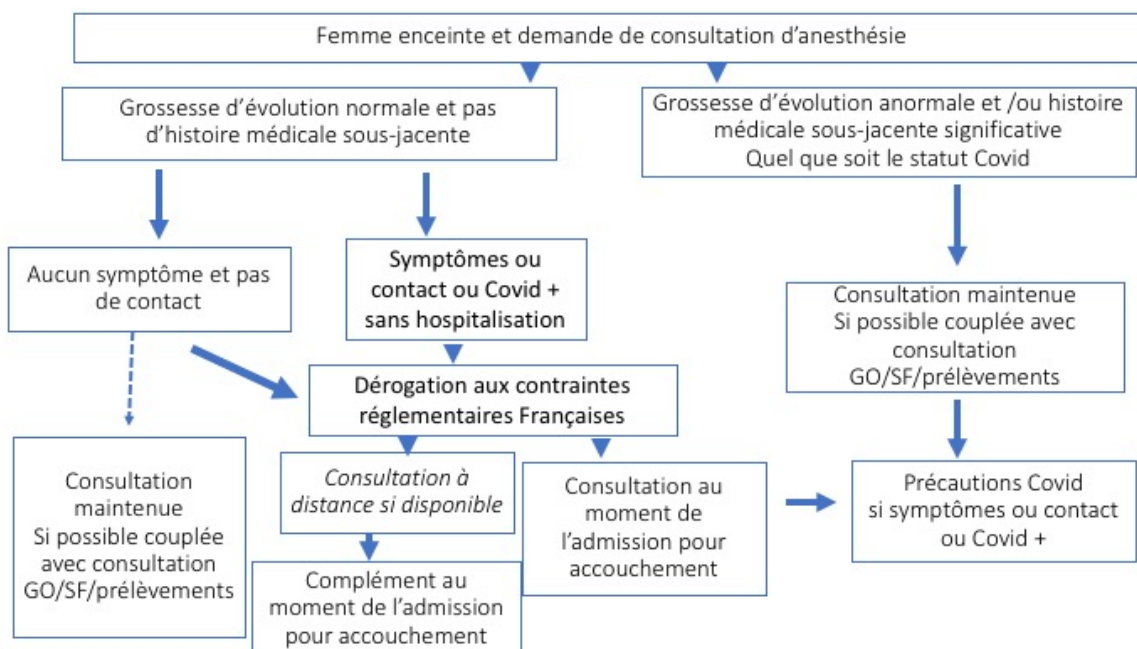 Femme enceinte et demande de consultation d'anesthésie
Grossesse d'évolution normale et pas
d'histoire médicale sous-jacente
Grossesse d'évolution anormale et /ou histoire
médicale sous-jacente significative
Quel que soit le statut Covid
Aucun symptôme et pas
de contact
Symptômes ou
contact ou Covid +
sans hospitalisation
Consultation maintenue
Si possible couplée avec
consultation
GO/SF/prélèvements
Dérogation aux contraintes
réglementaires Françaises
Consultation
maintenue
Si possible couplée
avec consultation
GO/SF/prélèvements
Consultation à
distance si disponible
Complément au
moment de l'admission
pour accouchement
Consultation au
moment de
l'admission pour
accouchement
Précautions Covid
si symptômes ou contact
ou Covid +